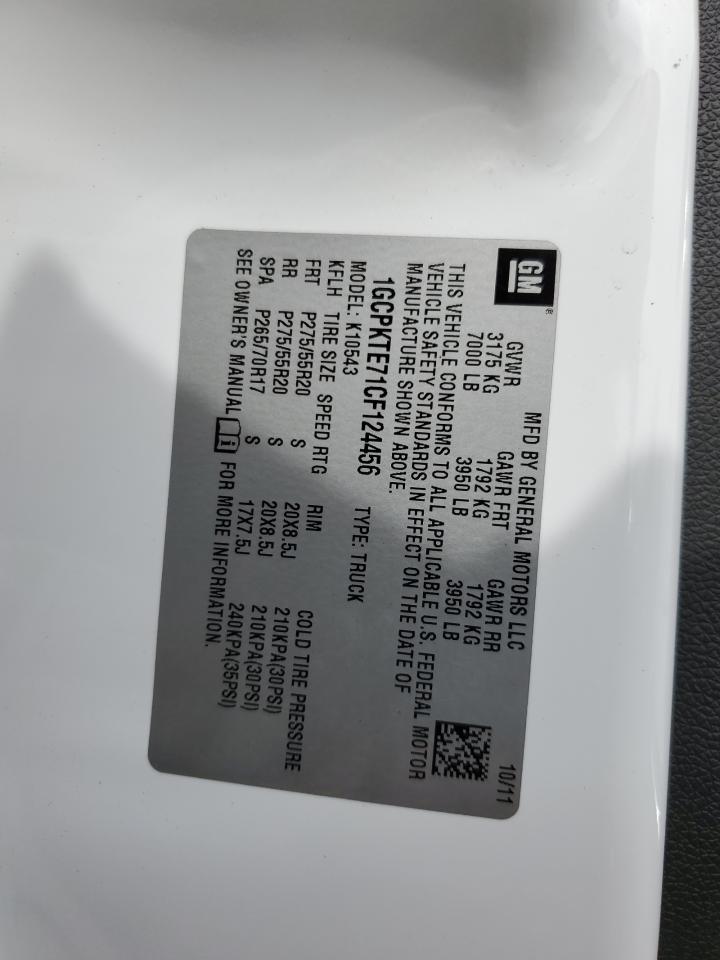 GM®
MFD BY GENERAL MOTORS LLC 10/11
GVWR GAWR FRT GAWR RR
3175 KG 1792 KG 1792 KG
7000 LB 3950 LB 3950 LB
THIS VEHICLE CONFORMS TO ALL APPLICABLE U.S. FEDERAL MOTOR
VEHICLE SAFETY STANDARDS IN EFFECT ON THE DATE OF
MANUFACTURE SHOWN ABOVE.
1GCPKTE71CF124456 TYPE: TRUCK
MODEL: K10543
KFLH TIRE SIZE SPEED RTG RIM COLD TIRE PRESSURE
FRT P275/55R20 S 20X8.5J 210KPA(30PSI)
RR P275/55R20 S 20X8.5J 210KPA(30PSI)
SPA P265/70R17 S 17X7.5J 240KPA(35PSI)
SEE OWNER'S MANUAL FOR MORE INFORMATION.